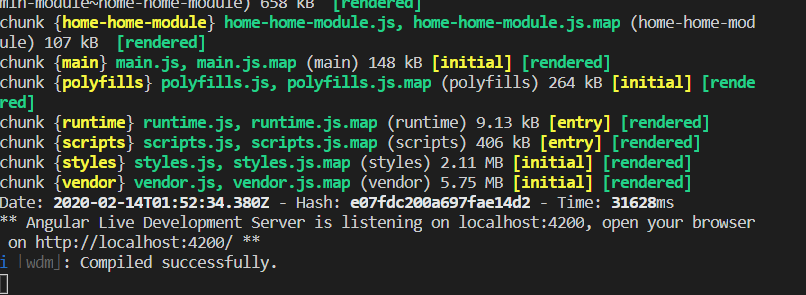 min-module~home-home-module) 658 kB  [rendered]
chunk {home-home-module} home-home-module.js, home-home-module.js.map (home-home-mod
ule) 107 kB  [rendered]
chunk {main} main.js, main.js.map (main) 148 kB [initial] [rendered]
chunk {polyfills} polyfills.js, polyfills.js.map (polyfills) 264 kB [initial] [rende
red]
chunk {runtime} runtime.js, runtime.js.map (runtime) 9.13 kB [entry] [rendered]
chunk {scripts} scripts.js, scripts.js.map (scripts) 406 kB [entry] [rendered]
chunk {styles} styles.js, styles.js.map (styles) 2.11 MB [initial] [rendered]
chunk {vendor} vendor.js, vendor.js.map (vendor) 5.75 MB [initial] [rendered]
Date: 2020-02-14T01:52:34.380Z - Hash: e07fdc200a697fae14d2 - Time: 31628ms
** Angular Live Development Server is listening on localhost:4200, open your browser
 on http://localhost:4200/ **
i ｢wdm｣: Compiled successfully.